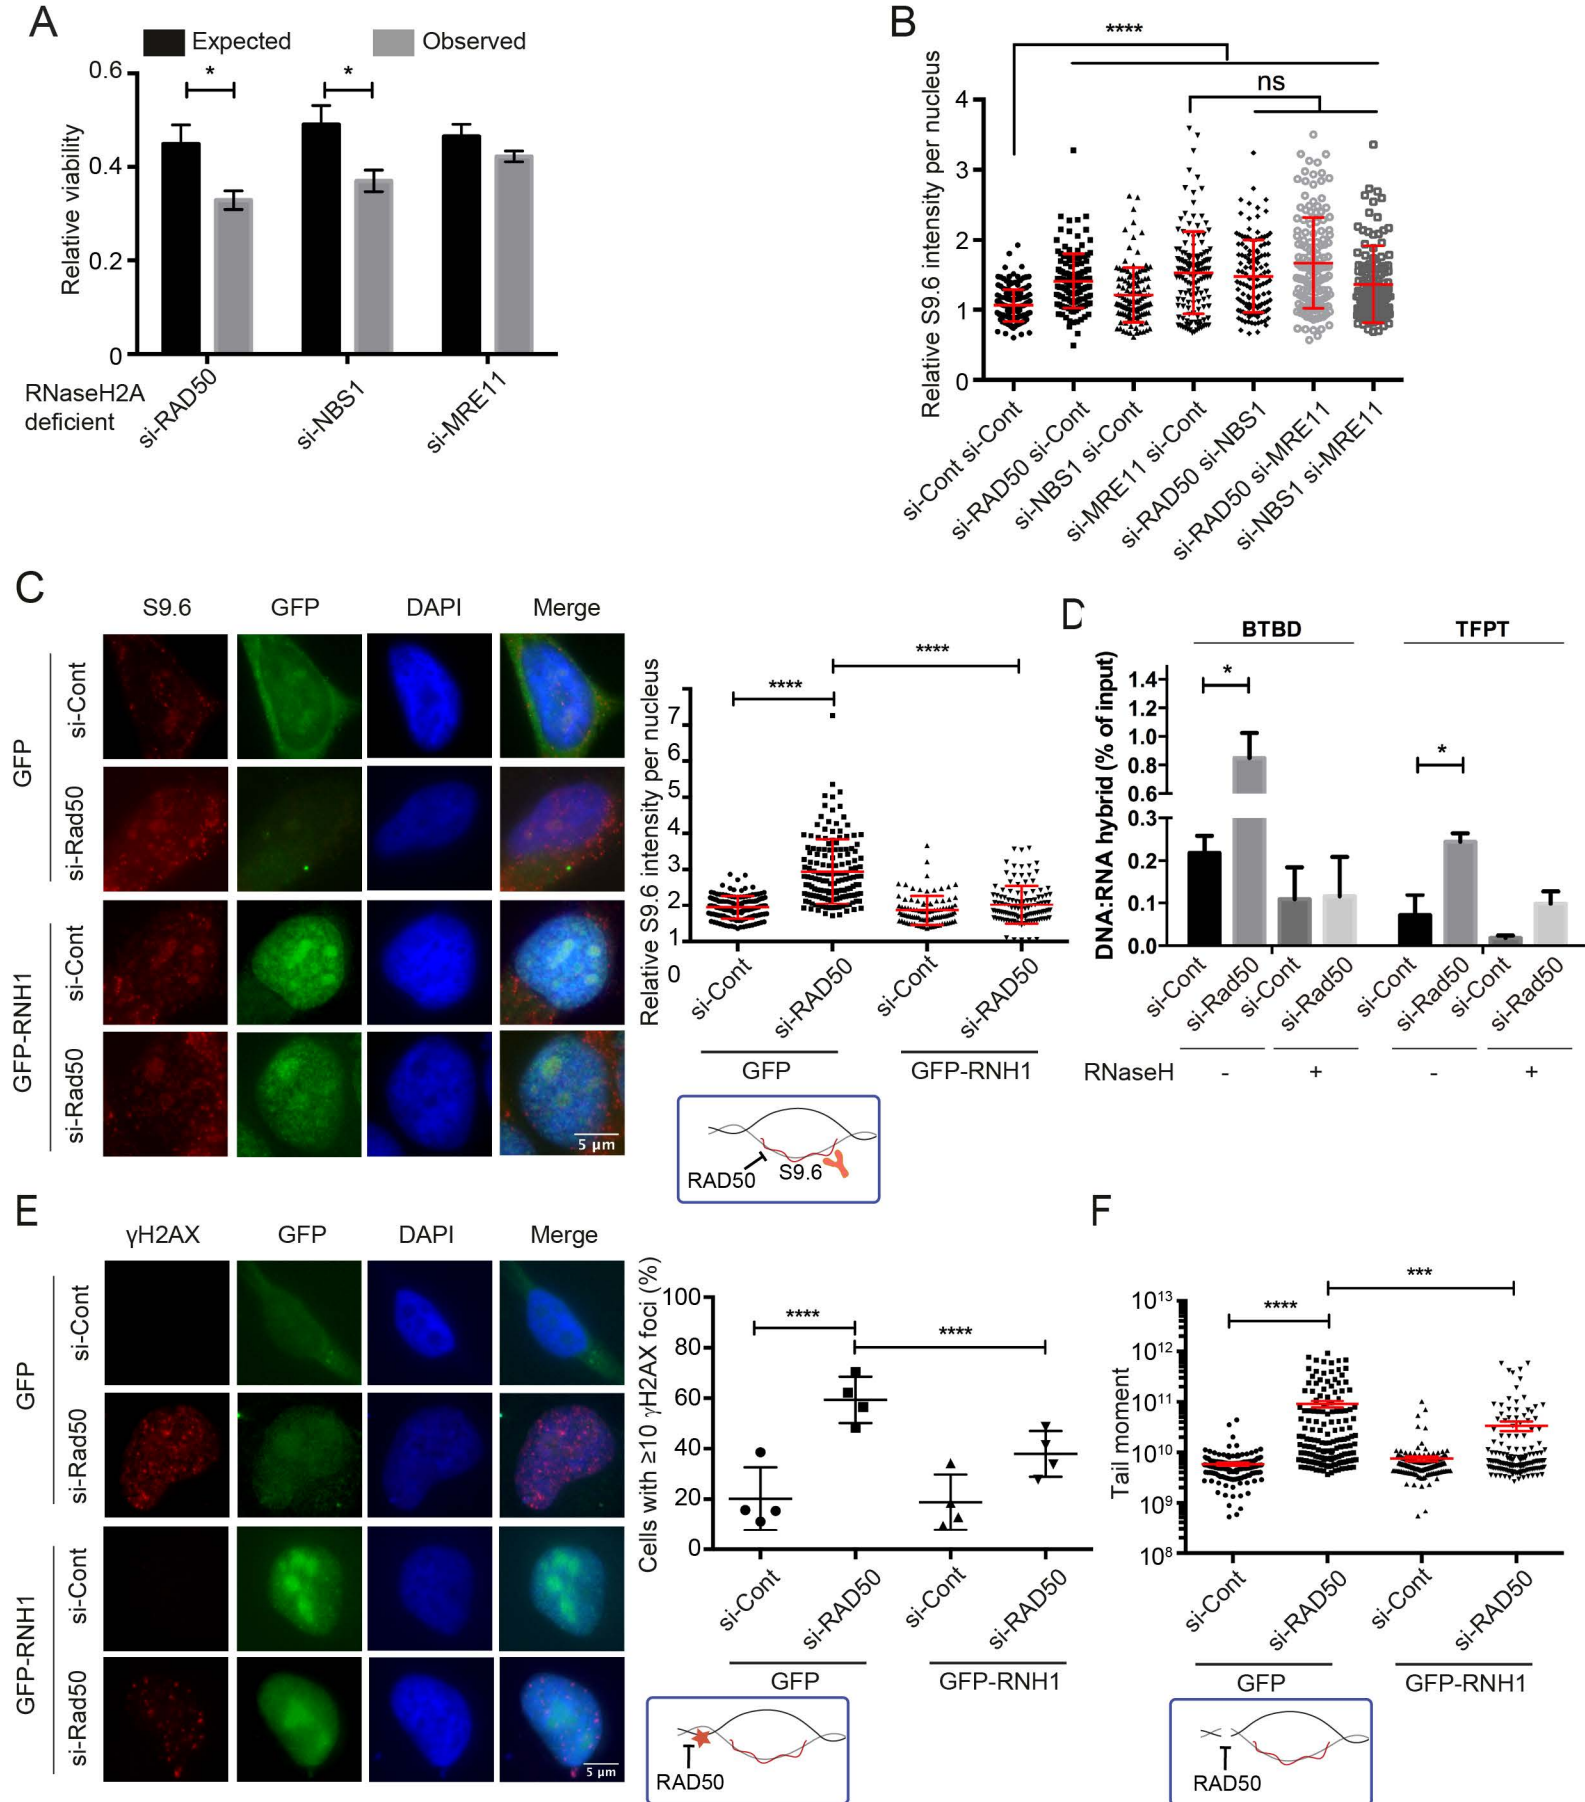 A
Expected
Observed
0.6
0.4
0.2
0
Relative viability
*
*
RNaseH2A
deficient
si-RAD50
si-NBS1
si-MRE11
B
****
ns
Relative S9.6 intensity per nucleus
4
3
2
1
0
si-Cont si-Cont
si-RAD50 si-Cont
si-NBS1 si-Cont
si-MRE11 si-Cont
si-RAD50 si-NBS1
si-RAD50 si-MRE11
si-NBS1 si-MRE11
C
S9.6
GFP
DAPI
Merge
GFP
si-Cont
si-Rad50
GFP-RNH1
si-Cont
si-Rad50
5 µm
Relative S9.6 intensity per nucleus
****
****
7
6
5
4
3
2
1
0
si-Cont
si-RAD50
si-Cont
si-RAD50
GFP
GFP-RNH1
RAD50
S9.6
D
BTBD
TFPT
DNA:RNA hybrid (% of input)
1.4
1.2
1.0
0.8
0.6
0.3
0.2
0.1
0.0
*
*
si-Cont
si-Rad50
si-Cont
si-Rad50
si-Cont
si-Rad50
si-Cont
si-Rad50
RNaseH
-
+
-
+
E
γH2AX
GFP
DAPI
Merge
GFP
si-Cont
si-Rad50
GFP-RNH1
si-Cont
si-Rad50
5 µm
Cells with ≥10 γH2AX foci (%)
100
80
60
40
20
0
****
****
si-Cont
si-RAD50
si-Cont
si-RAD50
GFP
GFP-RNH1
RAD50
F
Tail moment
10¹³
10¹²
10¹¹
10¹⁰
10⁹
10⁸
****
***
si-Cont
si-RAD50
si-Cont
si-RAD50
GFP
GFP-RNH1
RAD50